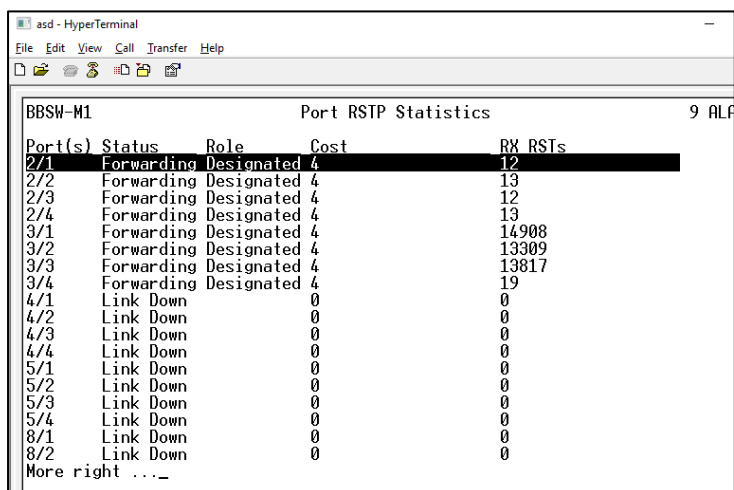 asd - HyperTerminal
File Edit View Call Transfer Help
BBSW-M1 Port RSTP Statistics 9 ALA
Port(s) Status Role Cost RX RSTs
2/1 Forwarding Designated 4 12
2/2 Forwarding Designated 4 13
2/3 Forwarding Designated 4 12
2/4 Forwarding Designated 4 13
3/1 Forwarding Designated 4 14908
3/2 Forwarding Designated 4 13309
3/3 Forwarding Designated 4 13817
3/4 Forwarding Designated 4 19
4/1 Link Down 0 0
4/2 Link Down 0 0
4/3 Link Down 0 0
4/4 Link Down 0 0
5/1 Link Down 0 0
5/2 Link Down 0 0
5/3 Link Down 0 0
5/4 Link Down 0 0
8/1 Link Down 0 0
8/2 Link Down 0 0
More right ..._